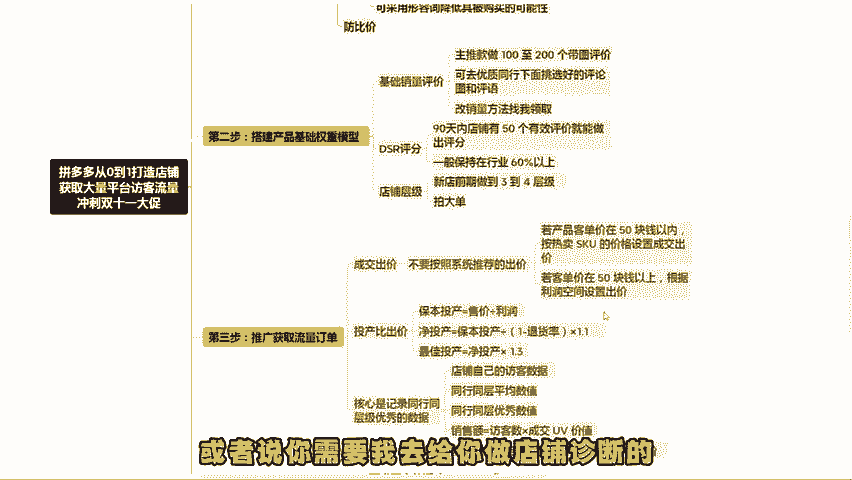 可采用形容词降低其被购买的可能性
防比价
拼多多从0到1打造店铺
获取大量平台访客流量
冲刺双十一大促
第二步：搭建产品基础权重模型
基础销量评价
主推款做 100 至 200 个带图评价
可去优质同行下面挑选好的评论
图和评语
改销量方法找我领取
DSR评分
90天内店铺有 50 个有效评价就能做
出评分
一般保持在行业 60%以上
店铺层级
新店前期做到 3 到 4 层级
拍大单
第三步：推广获取流量订单
成交出价
不要按照系统推荐的出价
若产品客单价在 50 块钱以内，
按热卖 SKU 的价格设置成交出
价
若客单价在 50 块钱以上，根据
利润空间设置出价
投产比出价
保本投产=售价÷利润
净投产=保本投产÷（1-退货率）×1.1
最佳投产=净投产× 1.3
核心是记录同行同
层级优秀的数据
店铺自己的访客数据
同行同层平均数值
同行同层优秀数值
销售额=访客数×成交 UV 价值
或者说你需要我去给你做店铺诊断的